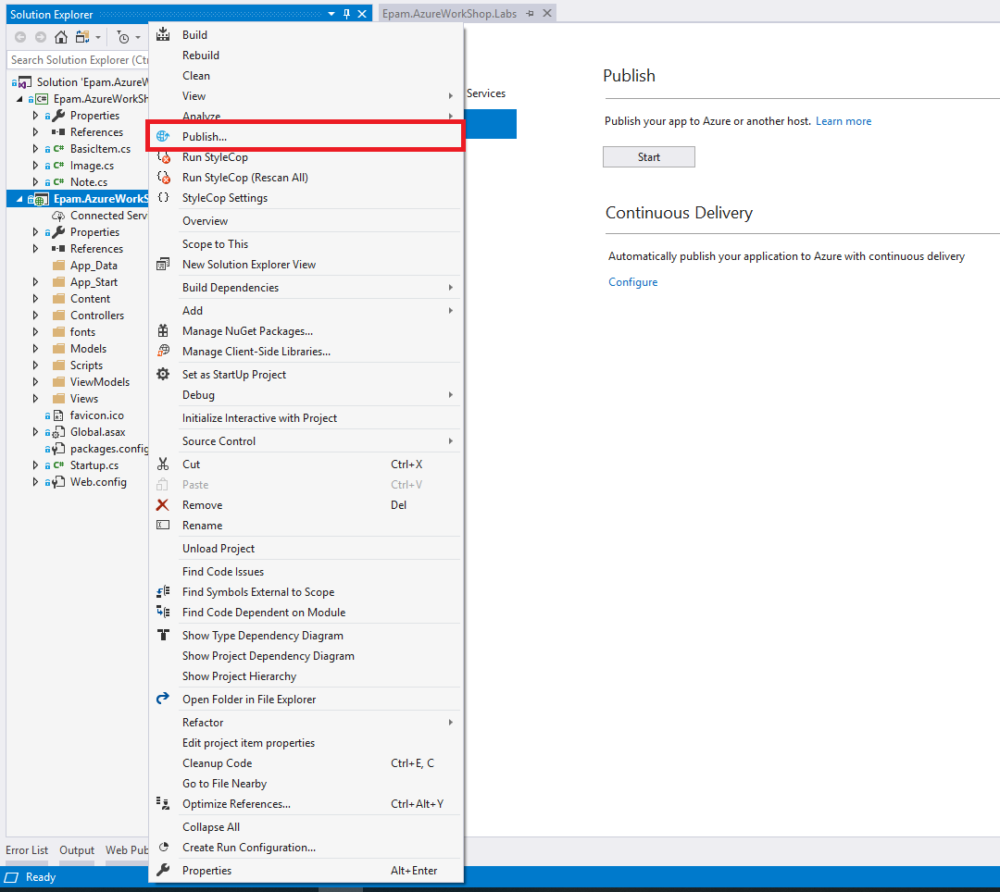 Solution Explorer
Epam.AzureWorkShop.Labs
Search Solution Explorer (Ctr
Solution 'Epam.AzureW
Epam.AzureWorkSh
Properties
References
BasicItem.cs
Image.cs
Note.cs
Epam.AzureWorkS
Connected Serv
Properties
References
App_Data
App_Start
Content
Controllers
fonts
Models
Scripts
ViewModels
Views
favicon.ico
Global.asax
packages.config
Startup.cs
Web.config
Build
Rebuild
Clean
View
Analyze
Publish...
Run StyleCop
Run StyleCop (Rescan All)
StyleCop Settings
Overview
Scope to This
New Solution Explorer View
Build Dependencies
Add
Manage NuGet Packages...
Manage Client-Side Libraries...
Set as StartUp Project
Debug
Initialize Interactive with Project
Source Control
Cut Ctrl+X
Paste Ctrl+V
Remove Del
Rename
Unload Project
Find Code Issues
Find Symbols External to Scope
Find Code Dependent on Module
Show Type Dependency Diagram
Show Project Dependency Diagram
Show Project Hierarchy
Open Folder in File Explorer
Refactor
Edit project item properties
Cleanup Code Ctrl+E, C
Go to File Nearby
Optimize References... Ctrl+Alt+Y
Collapse All
Create Run Configuration...
Properties Alt+Enter
Services
Publish
Publish your app to Azure or another host. Learn more
Start
Continuous Delivery
Automatically publish your application to Azure with continuous delivery
Configure
Error List Output Web Pub
Ready